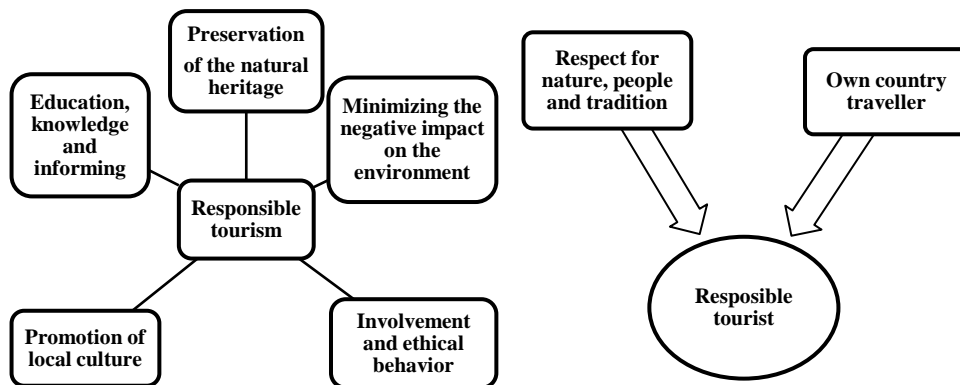 Preservation
of the natural
heritage
Education,
knowledge
and
informing
Minimizing the
negative impact
on the
environment
Responsible
tourism
Promotion of
local culture
Involvement
and ethical
behavior
Respect for
nature, people
and tradition
Own country
traveller
Resposible
tourist